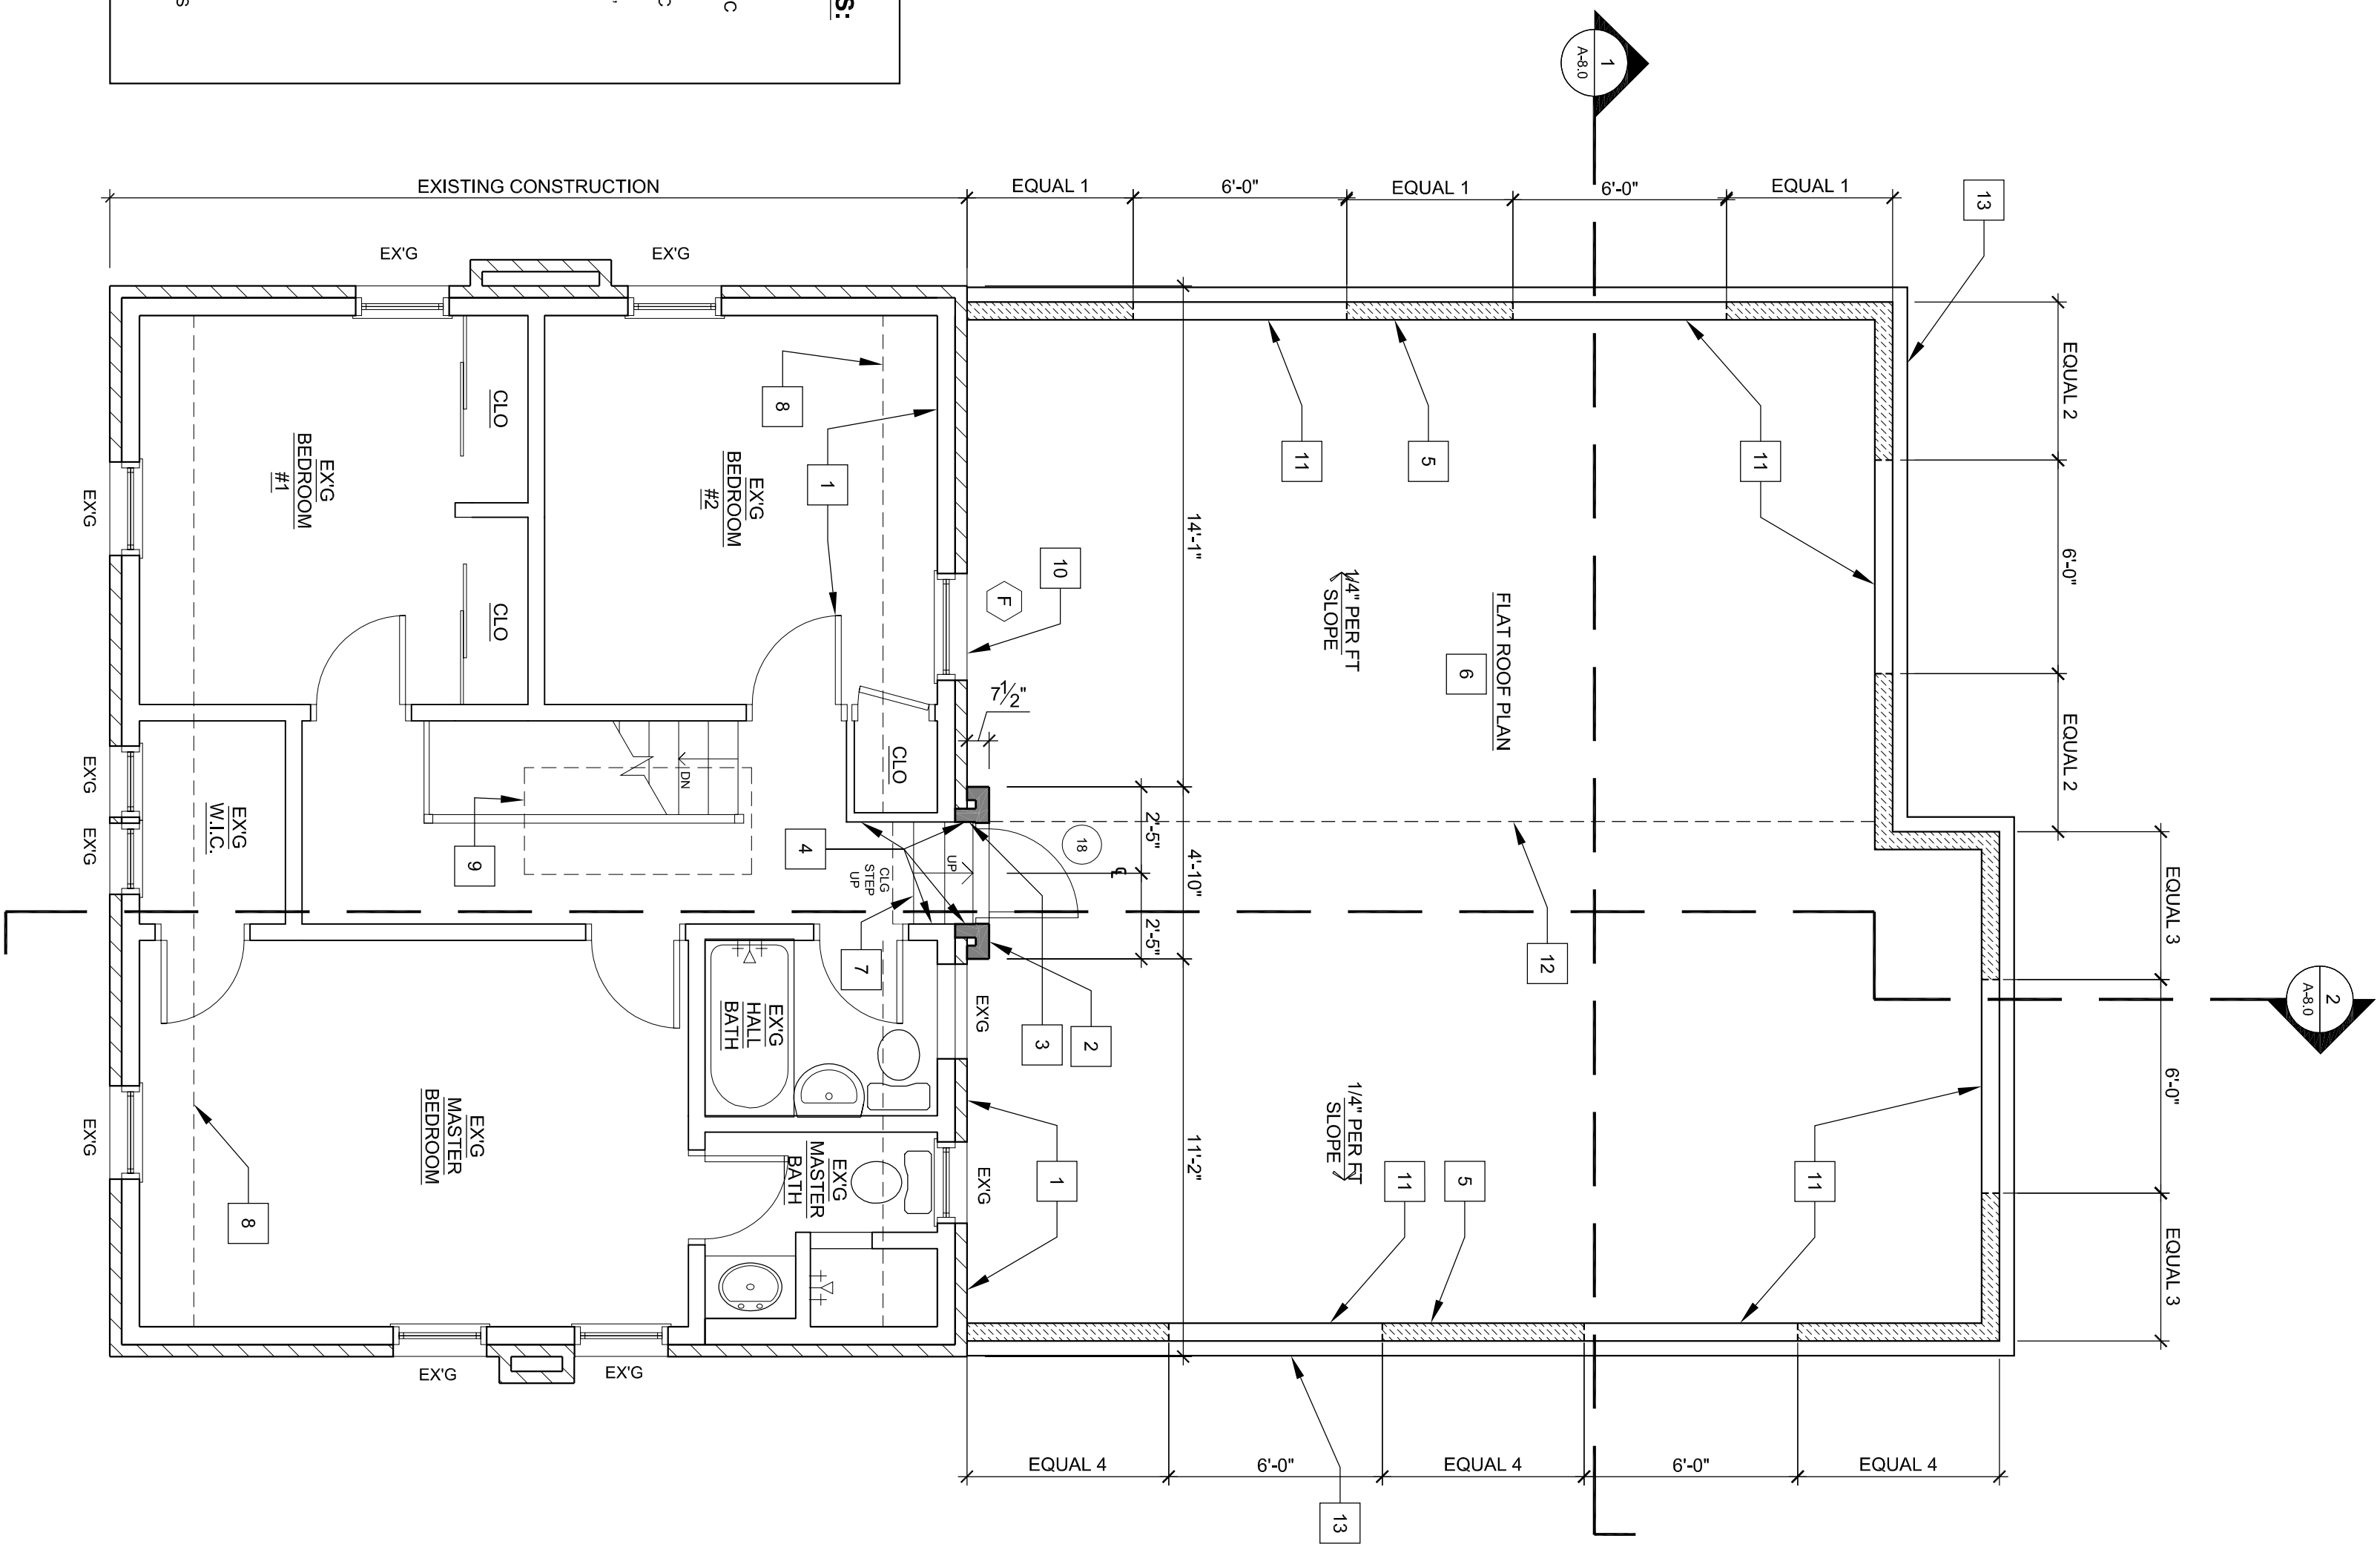 S:
C
C
S
1
A-8.0
EXISTING CONSTRUCTION
EQUAL 1
6'-0"
EQUAL 1
6'-0"
EQUAL 1
13
EX'G
EX'G
EQUAL 2
6'-0"
EQUAL 2
EQUAL 3
6'-0"
EQUAL 3
2
A-8.0
CLO
CLO
8
1
EX'G
BEDROOM
#1
EX'G
BEDROOM
#2
11
5
11
14'-1"
10
F
1/4" PER FT
SLOPE
FLAT ROOF PLAN
6
7 1/2"
EX'G
EX'G
EX'G
EX'G
EX'G
W.I.C.
DN
CLO
9
4
UP
CLG
STEP
UP
18
℄
2'-5"
4'-10"
2'-5"
12
7
3
2
EX'G
HALL
BATH
EX'G
EX'G
MASTER
BEDROOM
EX'G
MASTER
BATH
EX'G
8
1
11'-2"
1/4" PER FT
SLOPE
11
5
11
EX'G
EX'G
EQUAL 4
6'-0"
EQUAL 4
6'-0"
EQUAL 4
13